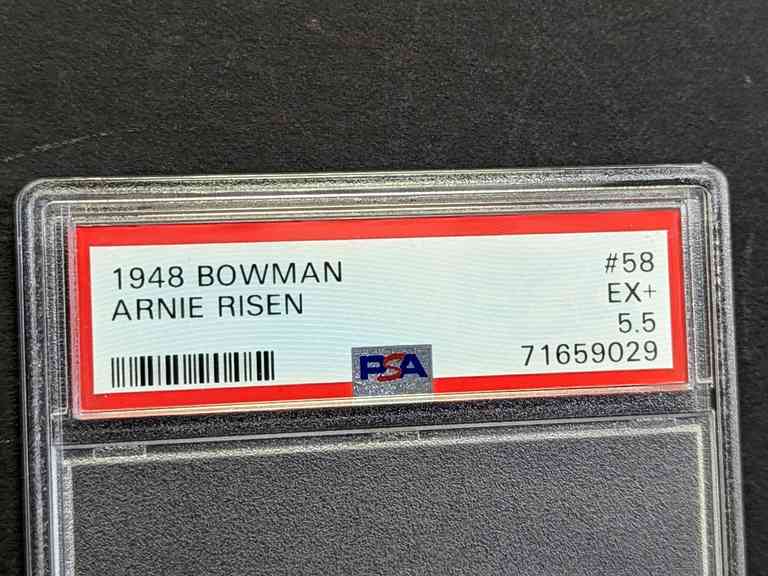 1948 BOWMAN #58
ARNIE RISEN EX+
5.5
PSA 71659029